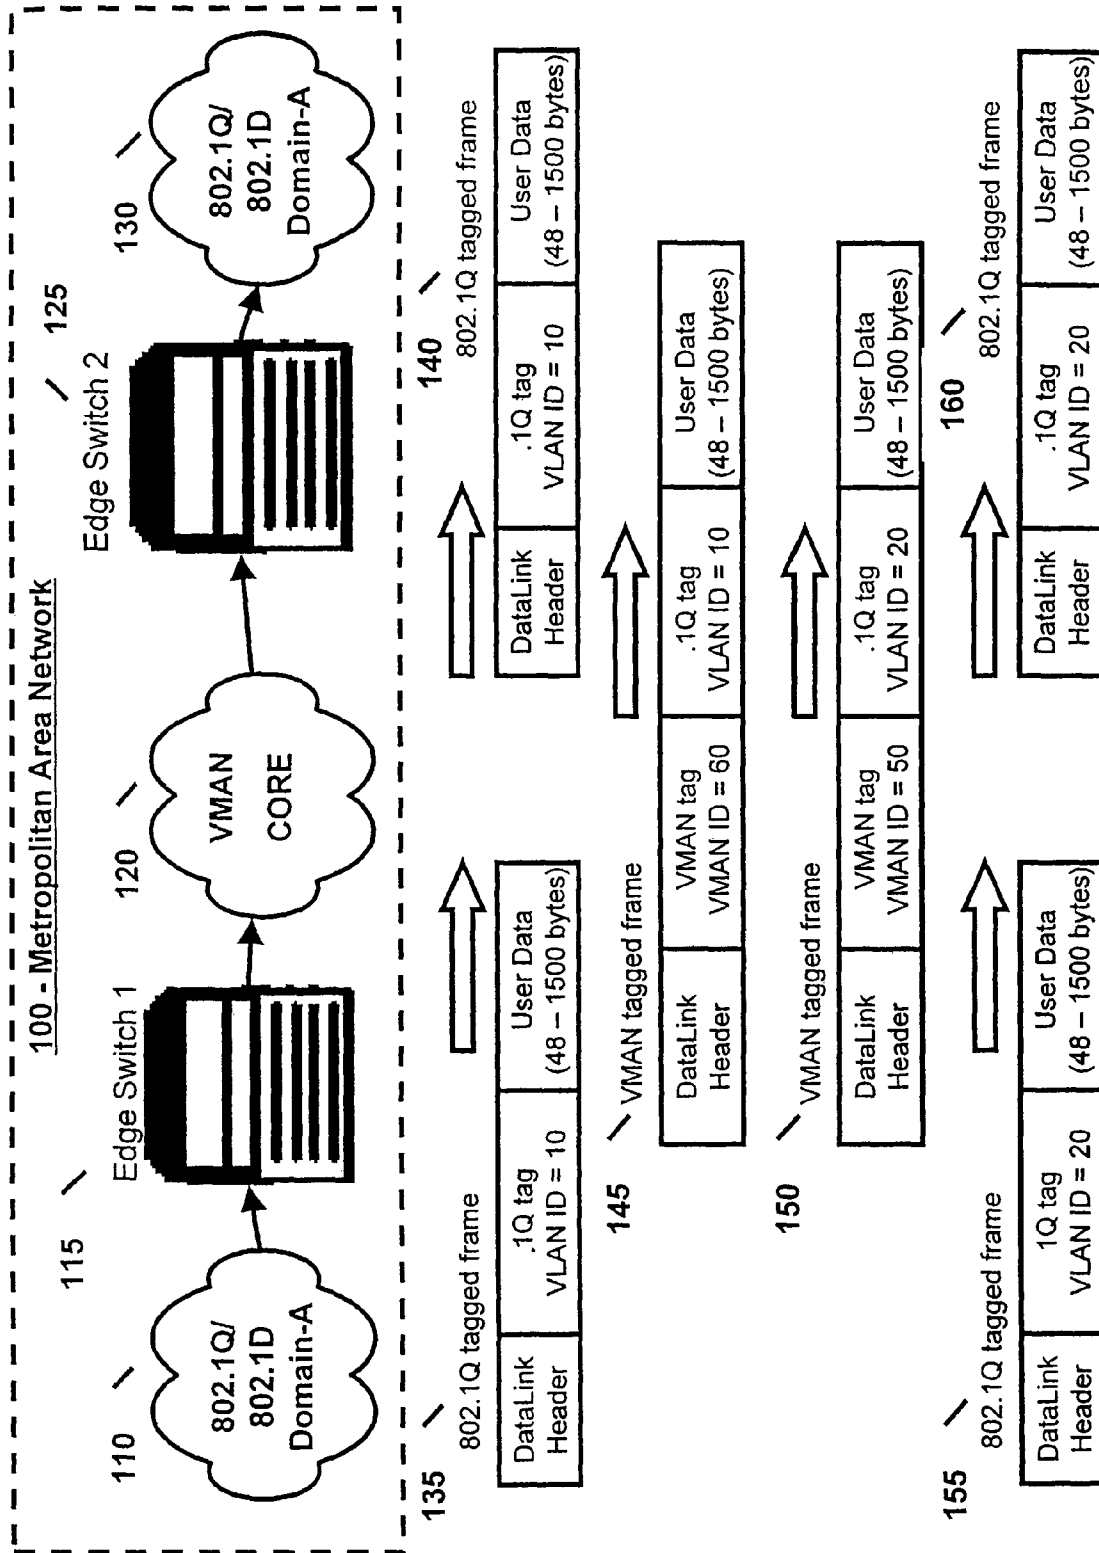 100 - Metropolitan Area Network
110
802.1Q/
802.1D
Domain-A
115
Edge Switch 1
120
VMAN
CORE
Edge Switch 2
125
130
802.1Q/
802.1D
Domain-A
135
802.1Q tagged frame
DataLink
Header
.1Q tag
VLAN ID = 10
User Data
(48 – 1500 bytes)
140
802.1Q tagged frame
DataLink
Header
.1Q tag
VLAN ID = 10
User Data
(48 – 1500 bytes)
145
VMAN tagged frame
DataLink
Header
VMAN tag
VMAN ID = 60
.1Q tag
VLAN ID = 10
User Data
(48 – 1500 bytes)
150
VMAN tagged frame
DataLink
Header
VMAN tag
VMAN ID = 50
.1Q tag
VLAN ID = 20
User Data
(48 – 1500 bytes)
155
802.1Q tagged frame
DataLink
Header
1Q tag
VLAN ID = 20
User Data
(48 – 1500 bytes)
160
802.1Q tagged frame
DataLink
Header
.1Q tag
VLAN ID = 20
User Data
(48 – 1500 bytes)